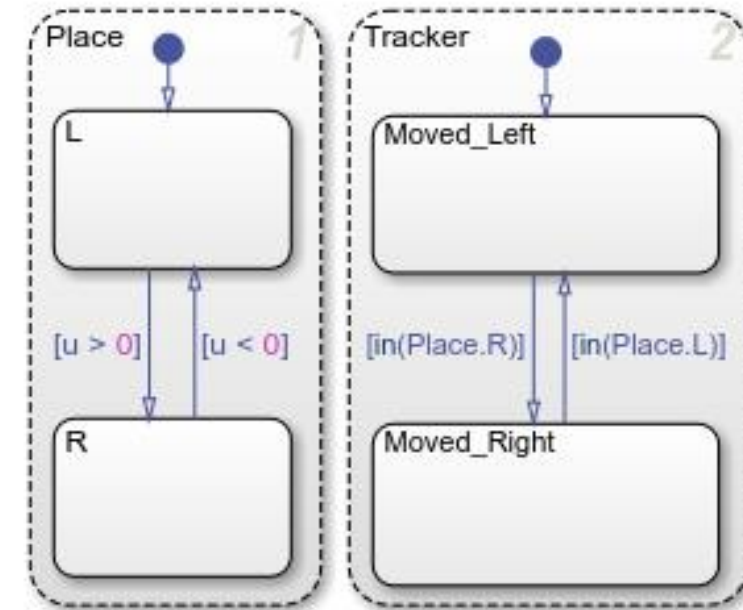 Place
1
L
[u > 0]
[u < 0]
R
Tracker
2
Moved_Left
[in(Place.R)]
[in(Place.L)]
Moved_Right